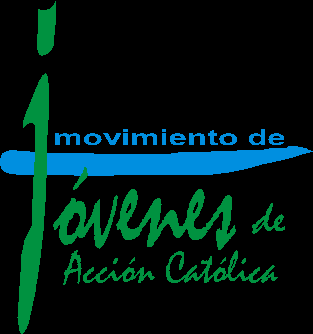 movimiento de
jóvenes de
Acción Católica